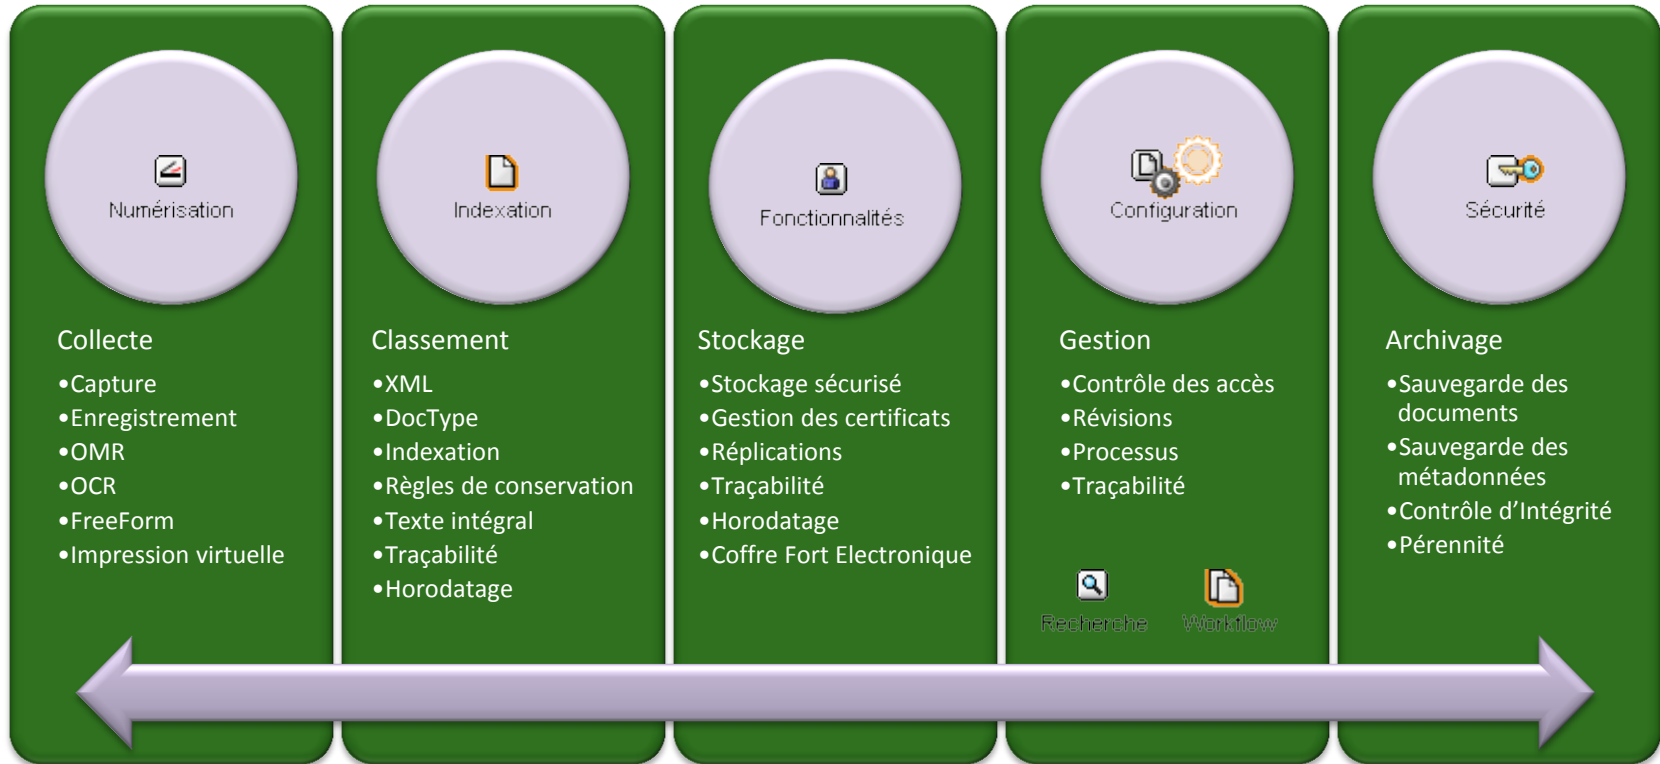 Numérisation
Collecte
•Capture
•Enregistrement
•OMR
•OCR
•FreeForm
•Impression virtuelle
Indexation
Classement
•XML
•DocType
•Indexation
•Règles de conservation
•Texte intégral
•Traçabilité
•Horodatage
Fonctionnalités
Stockage
•Stockage sécurisé
•Gestion des certificats
•Réplications
•Traçabilité
•Horodatage
•Coffre Fort Electronique
Configuration
Gestion
•Contrôle des accès
•Révisions
•Processus
•Traçabilité
Recherche
Workflow
Sécurité
Archivage
•Sauvegarde des
documents
•Sauvegarde des
métadonnées
•Contrôle d’Intégrité
•Pérennité